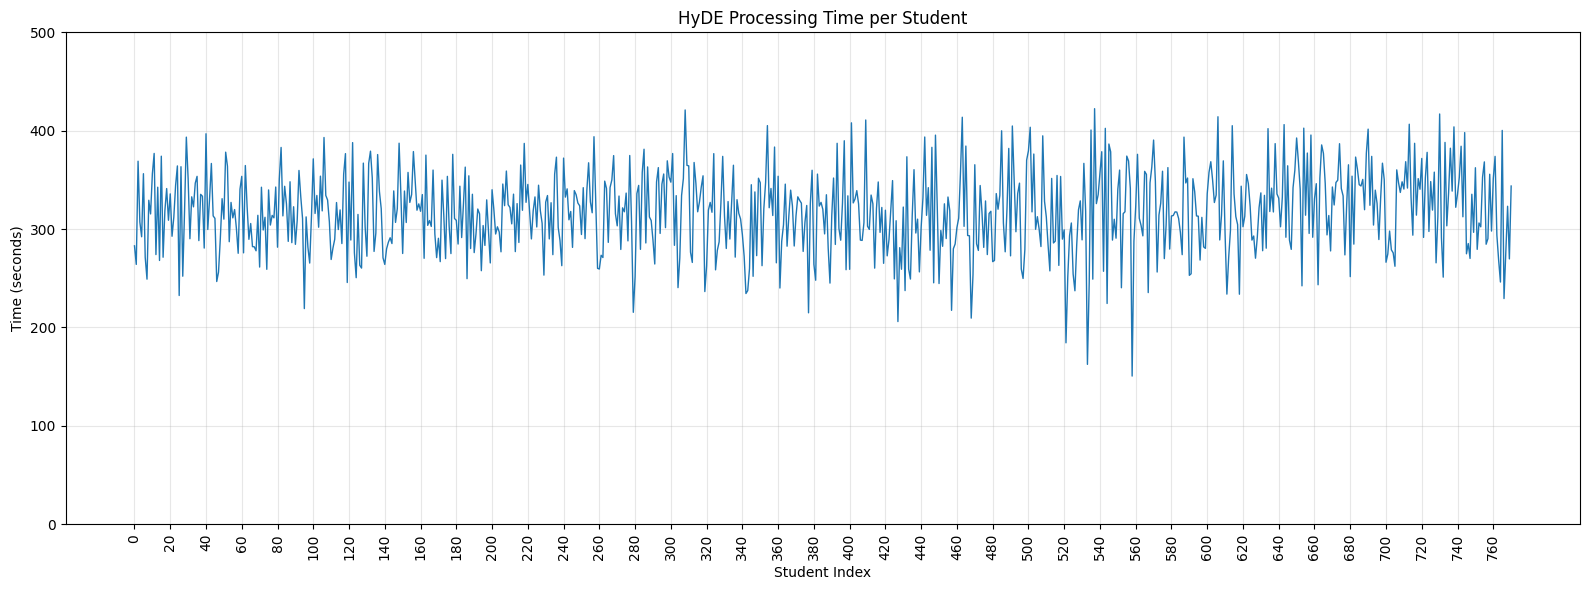 HyDE Processing Time per Student
500
400
300
200
100
0
Time (seconds)
0 20 40 60 80 100 120 140 160 180 200 220 240 260 280 300 320 340 360 380 400 420 440 460 480 500 520 540 560 580 600 620 640 660 680 700 720 740 760
Student Index